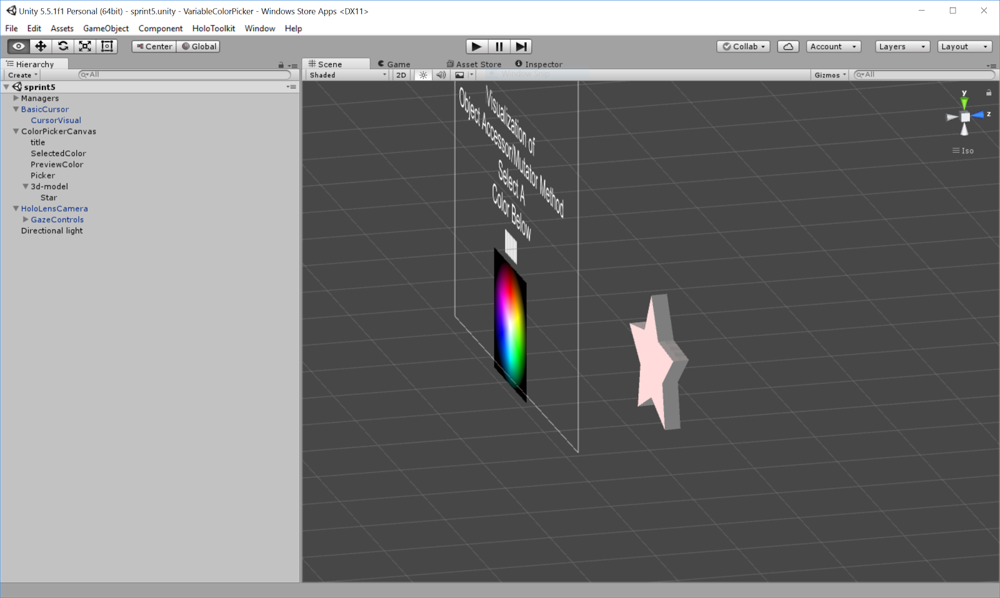 Unity 5.5.1f1 Personal (64bit) - sprint5.unity - VariableColorPicker - Windows Store Apps <DX11>
File Edit Assets GameObject Component HoloToolkit Window Help
Center Global Collab Account Layers Layout
Hierarchy
Create All
sprint5
Managers
BasicCursor
CursorVisual
ColorPickerCanvas
title
SelectedColor
PreviewColor
Picker
3d-model
Star
HoloLensCamera
GazeControls
Directional light
Scene Game Asset Store Inspector
Shaded 2D Gizmos All
Window Snip
Visualization of
Object Accessor/Mutator Method
Select A
Color Below
y
z
Iso